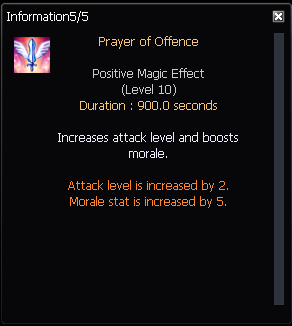 Information5/5
Prayer of Offence
Positive Magic Effect
(Level 10)
Duration : 900.0 seconds
Increases attack level and boosts
morale.
Attack level is increased by 2.
Morale stat is increased by 5.